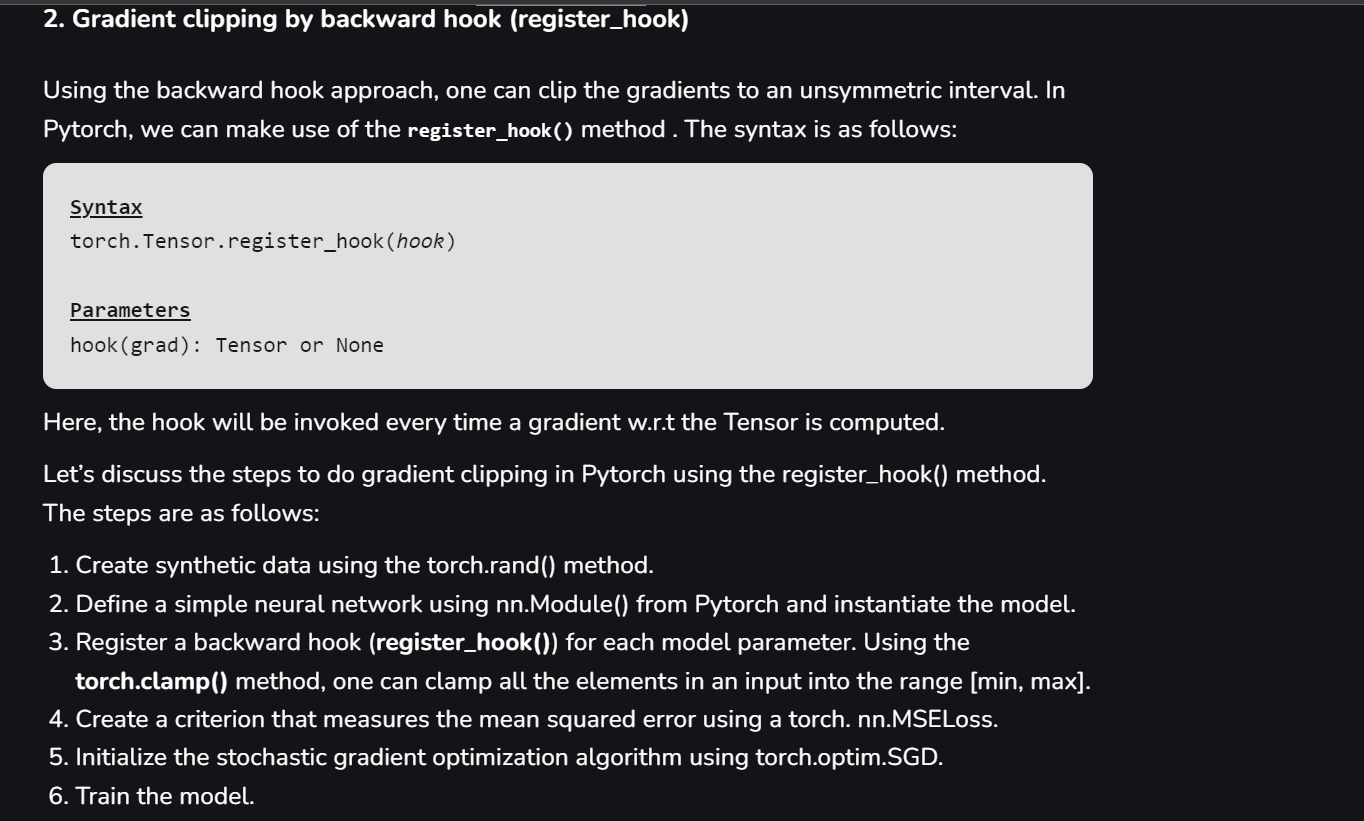 2. Gradient clipping by backward hook (register_hook)
Using the backward hook approach, one can clip the gradients to an unsymmetric interval. In
Pytorch, we can make use of the register_hook() method . The syntax is as follows:
Syntax
torch.Tensor.register_hook(hook)
Parameters
hook(grad): Tensor or None
Here, the hook will be invoked every time a gradient w.r.t the Tensor is computed.
Let’s discuss the steps to do gradient clipping in Pytorch using the register_hook() method.
The steps are as follows:
1. Create synthetic data using the torch.rand() method.
2. Define a simple neural network using nn.Module() from Pytorch and instantiate the model.
3. Register a backward hook (register_hook()) for each model parameter. Using the
torch.clamp() method, one can clamp all the elements in an input into the range [min, max].
4. Create a criterion that measures the mean squared error using a torch. nn.MSELoss.
5. Initialize the stochastic gradient optimization algorithm using torch.optim.SGD.
6. Train the model.